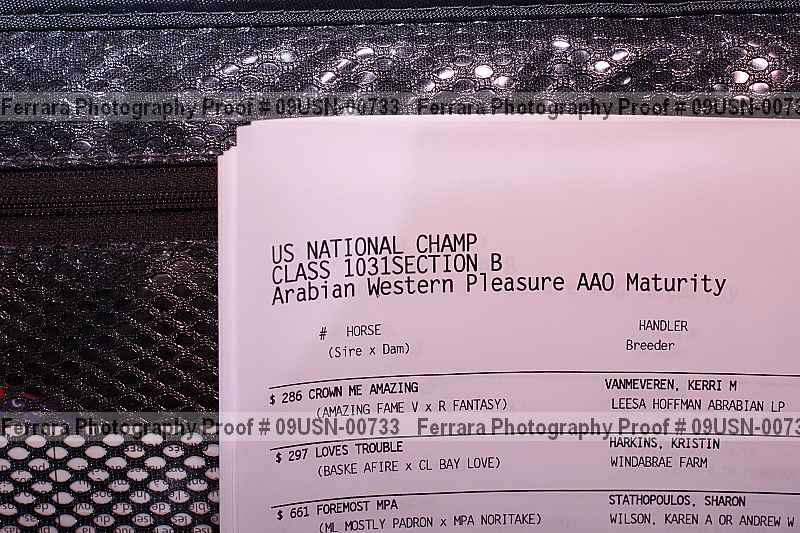 Ferrara Photography Proof # 09USN-00733 Ferrara Photography Proof # 09USN-0073
US NATIONAL CHAMP
CLASS 1031SECTION B
Arabian Western Pleasure AAO Maturity
# HORSE HANDLER
(Sire x Dam) Breeder
$ 286 CROWN ME AMAZING VANMEVEREN, KERRI M
(AMAZING FAME V x R FANTASY) LEESA HOFFMAN ABRABIAN LP
Ferrara Photography Proof # 09USN-00733 Ferrara Photography Proof # 09USN-0073
$ 297 LOVES TROUBLE HARKINS, KRISTIN
(BASKE AFIRE x CL BAY LOVE) WINDABRAE FARM
$ 661 FOREMOST MPA STATHOPOULOS, SHARON
(ML MOSTLY PADRON x MPA NORITAKE) WILSON, KAREN A OR ANDREW W